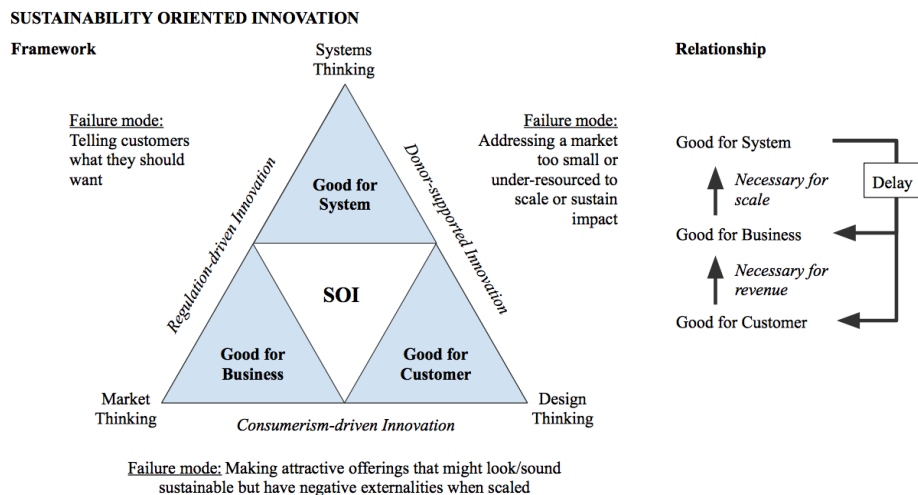 SUSTAINABILITY ORIENTED INNOVATION
Framework
Systems
Thinking
Failure mode:
Telling customers
what they should
want
Regulation-driven Innovation
Good for
System
Donor-supported Innovation
Failure mode:
Addressing a market
too small or
under-resourced to
scale or sustain
impact
SOI
Good for
Business
Good for
Customer
Market
Thinking
Consumerism-driven Innovation
Design
Thinking
Failure mode: Making attractive offerings that might look/sound
sustainable but have negative externalities when scaled
Relationship
Good for System
Delay
Necessary for
scale
Good for Business
Necessary for
revenue
Good for Customer